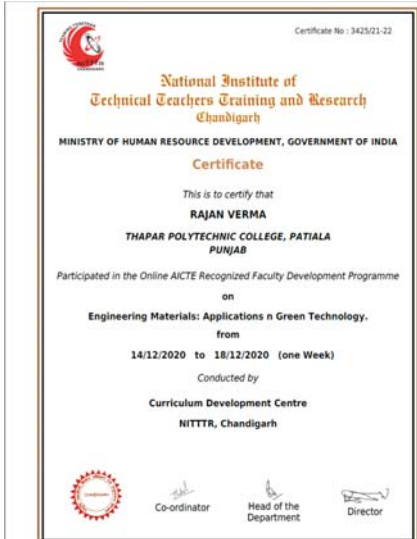 Certificate No : 3425/21-22
NITTTR
CHANDIGARH
National Institute of
Technical Teachers Training and Research
Chandigarh
MINISTRY OF HUMAN RESOURCE DEVELOPMENT, GOVERNMENT OF INDIA
Certificate
This is to certify that
RAJAN VERMA
THAPAR POLYTECHNIC COLLEGE, PATIALA
PUNJAB
Participated in the Online AICTE Recognized Faculty Development Programme
on
Engineering Materials: Applications n Green Technology.
from
14/12/2020 to 18/12/2020 (one Week)
Conducted by
Curriculum Development Centre
NITTTR, Chandigarh
Co-ordinator
Head of the
Department
Director